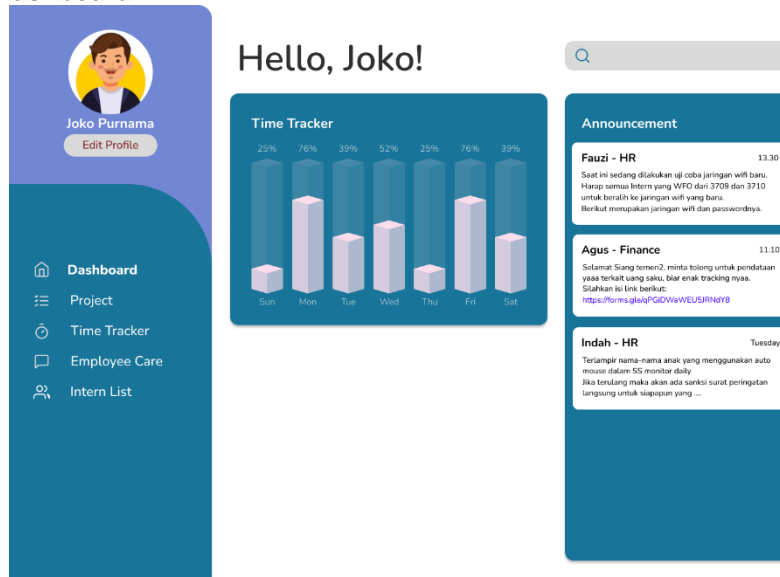 Joko Purnama
Edit Profile
Dashboard
Project
Time Tracker
Employee Care
Intern List
Hello, Joko!
Time Tracker
25% 76% 39% 52% 25% 76% 39%
Sun Mon Tue Wed Thu Fri Sat
Announcement
Fauzi - HR 13.30
Saat ini sedang dilakukan uji coba jaringan wifi baru.
Harap semua Intern yang WFO dari 3709 dan 3710
untuk beralih ke jaringan wifi yang baru.
Berikut merupakan jaringan wifi dan passwordnya.
Agus - Finance 11.10
Selamat Siang temen2, minta tolong untuk pendataan
yaaa terkait uang saku, biar enak tracking nyaa.
Silahkan isi link berikut:
https://forms.gle/qPGiDWaWEU5JRNdY8
Indah - HR Tuesday
Terlampir nama-nama anak yang menggunakan auto
mouse dalam SS monitor daily
Jika terulang maka akan ada sanksi surat peringatan
langsung untuk siapapun yang ....